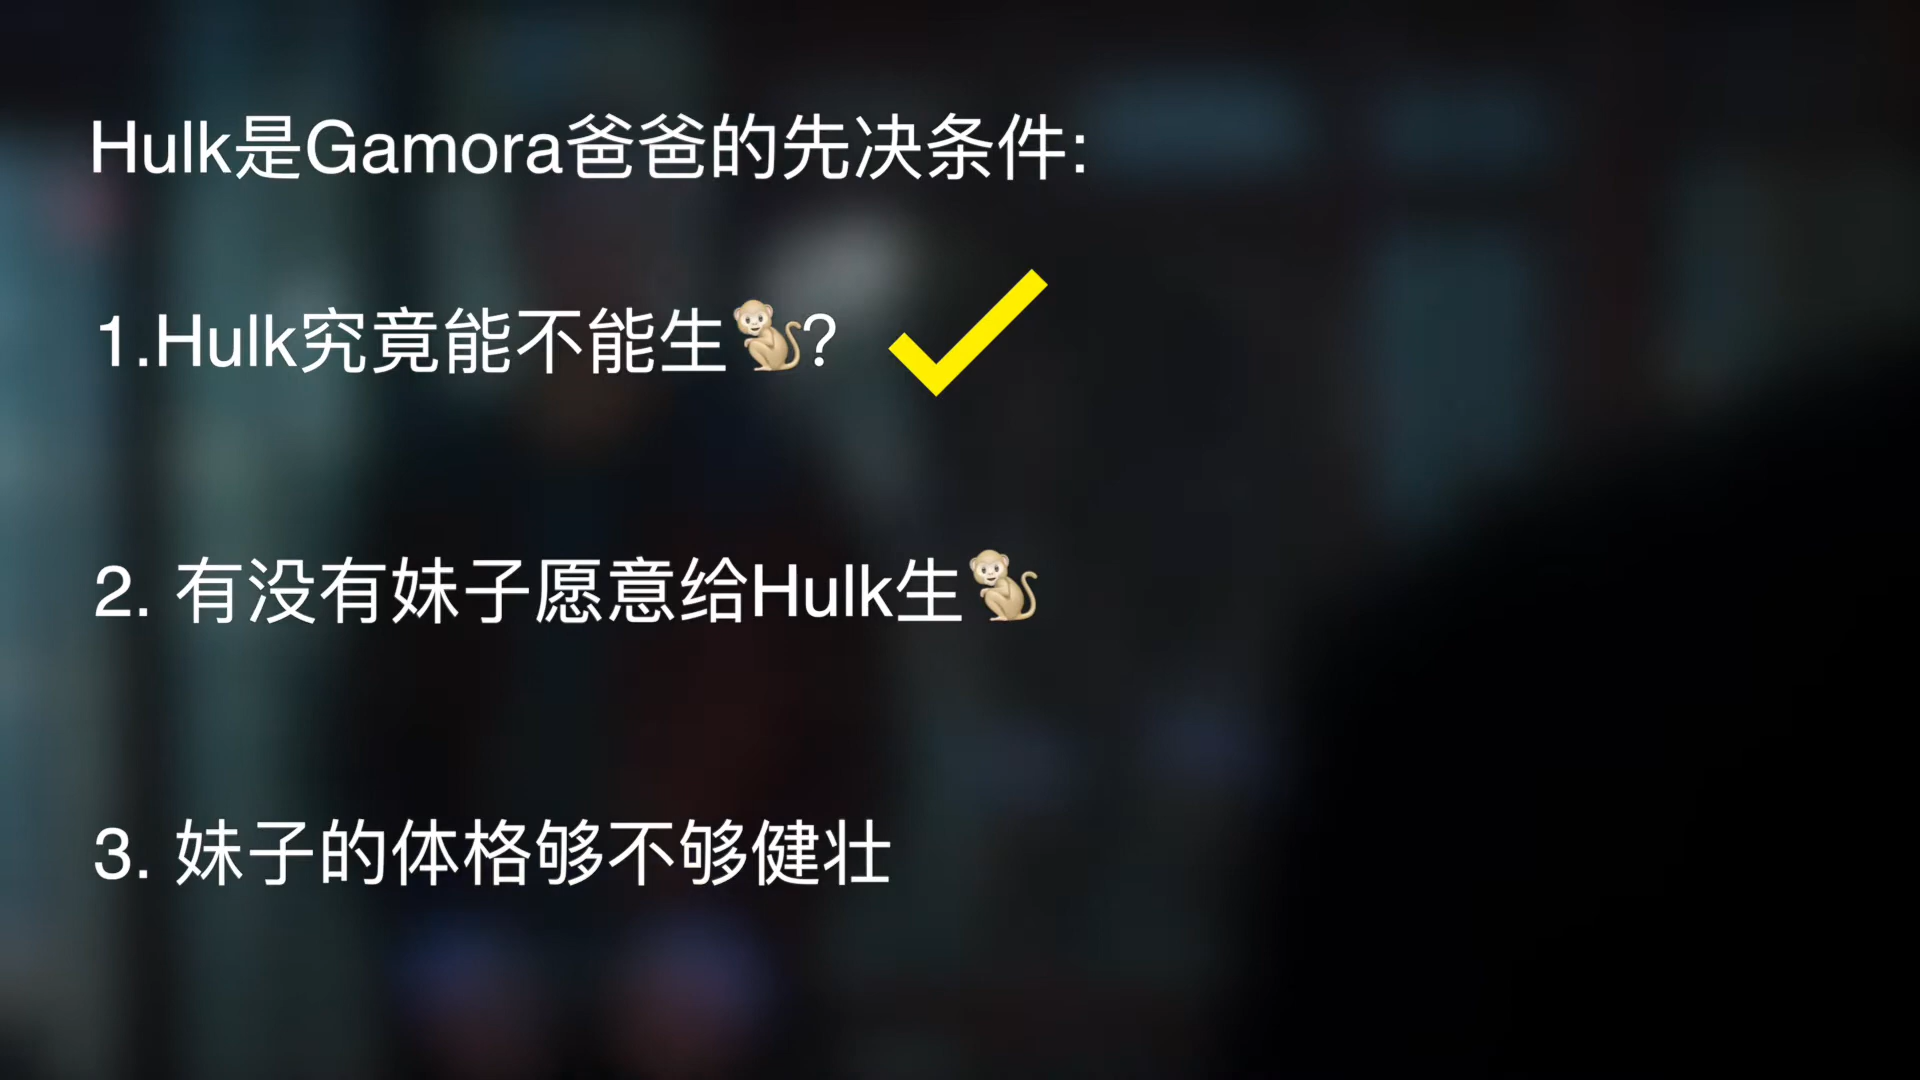 Hulk是Gamora爸爸的先决条件:
1.Hulk究竟能不能生🐒?
2. 有没有妹子愿意给Hulk生🐒
3. 妹子的体格够不够健壮